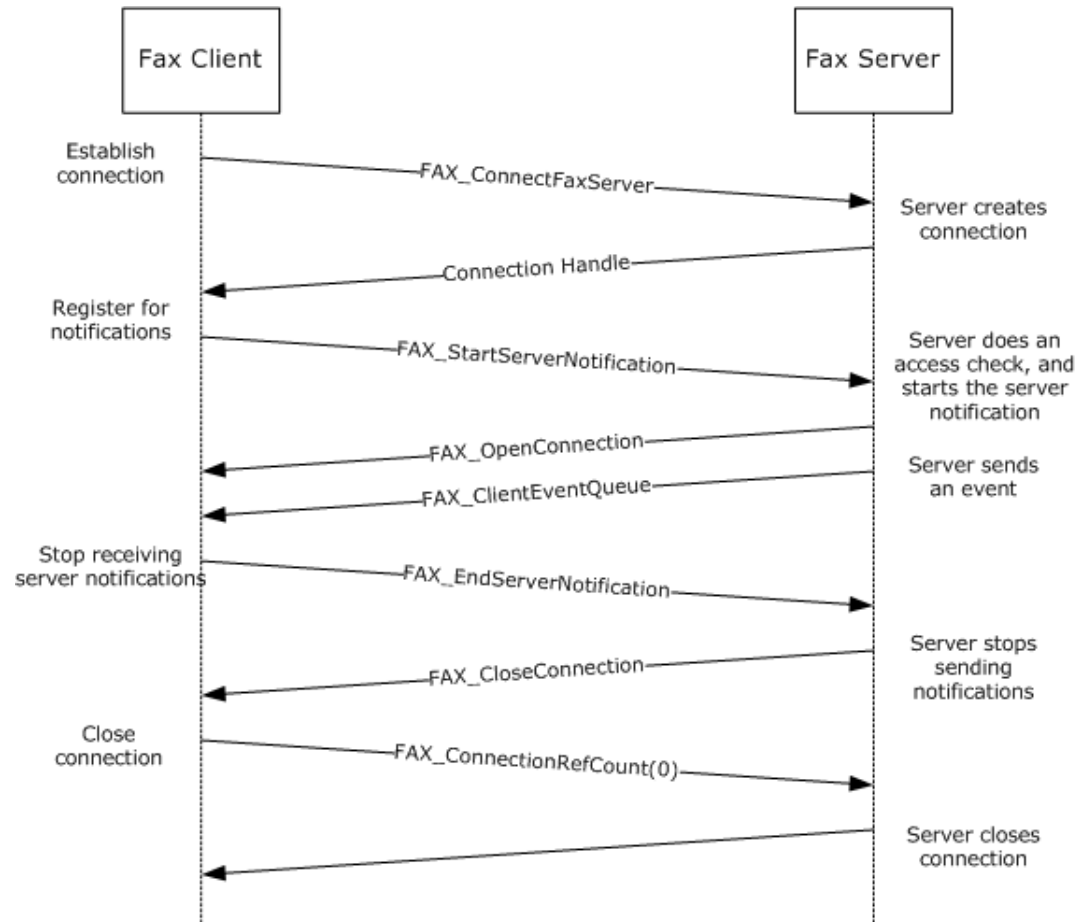 Fax Client
Fax Server
Establish
connection
FAX_ConnectFaxServer
Server creates
connection
Connection Handle
Register for
notifications
FAX_StartServerNotification
Server does an
access check, and
starts the server
notification
FAX_OpenConnection
Server sends
an event
FAX_ClientEventQueue
Stop receiving
server notifications
FAX_EndServerNotification
Server stops
sending
notifications
FAX_CloseConnection
Close
connection
FAX_ConnectionRefCount(0)
Server closes
connection